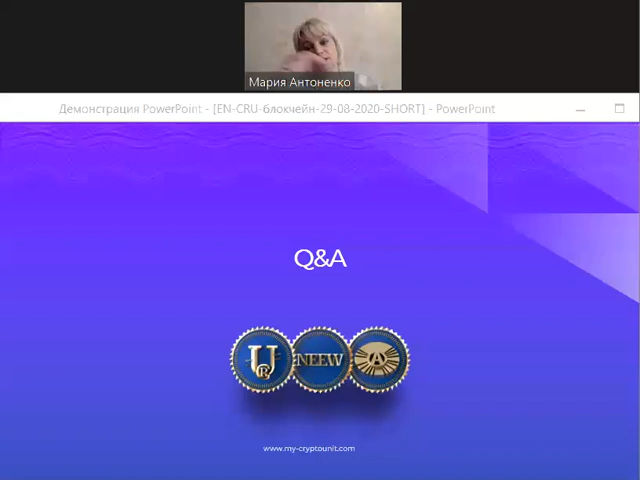 Мария Антоненко
Демонстрация PowerPoint - [EN-CRU-блокчейн-29-08-2020-SHORT] - PowerPoint
Q&A
U NEEW A
R
www.my-cryptounit.com